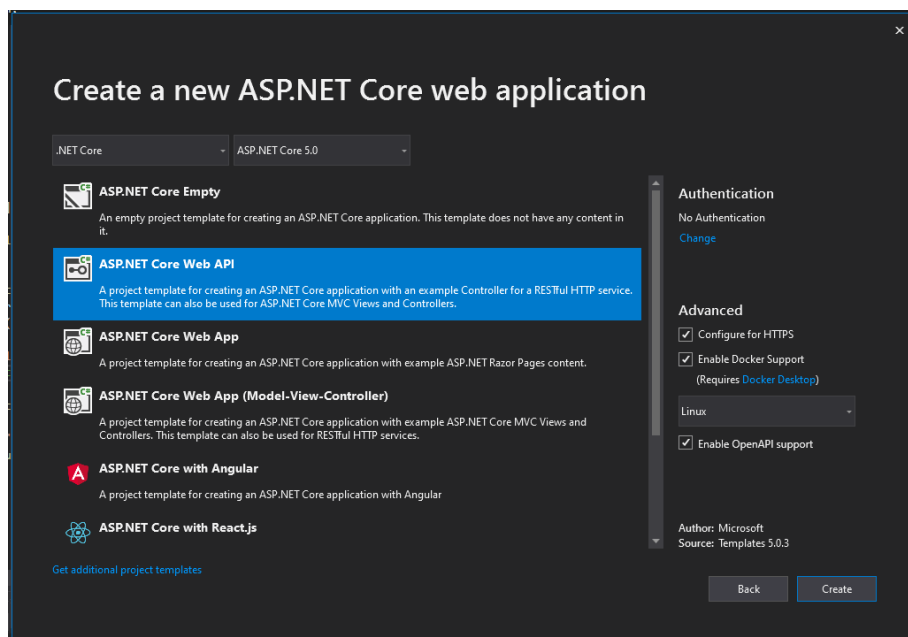 Create a new ASP.NET Core web application
.NET Core
ASP.NET Core 5.0
ASP.NET Core Empty
An empty project template for creating an ASP.NET Core application. This template does not have any content in
it.
ASP.NET Core Web API
A project template for creating an ASP.NET Core application with an example Controller for a RESTful HTTP service.
This template can also be used for ASP.NET Core MVC Views and Controllers.
ASP.NET Core Web App
A project template for creating an ASP.NET Core application with example ASP.NET Razor Pages content.
ASP.NET Core Web App (Model-View-Controller)
A project template for creating an ASP.NET Core application with example ASP.NET Core MVC Views and
Controllers. This template can also be used for RESTful HTTP services.
ASP.NET Core with Angular
A project template for creating an ASP.NET Core application with Angular
ASP.NET Core with React.js
Get additional project templates
Authentication
No Authentication
Change
Advanced
Configure for HTTPS
Enable Docker Support
(Requires Docker Desktop)
Linux
Enable OpenAPI support
Author: Microsoft
Source: Templates 5.0.3
Back
Create